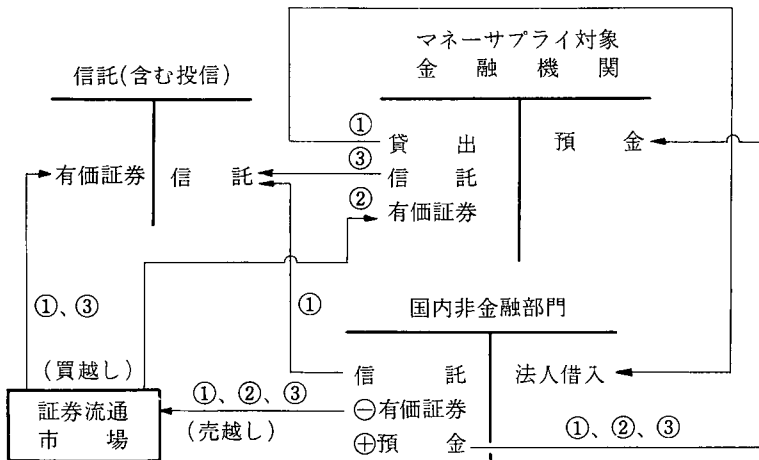 マネーサプライ対象
金融機関
信託(含む投信)
① 貸出 預金
③ 信託
有価証券 信託
② 有価証券
①、③
①
国内非金融部門
(買越し)
信託 法人借入
①、②、③
⊖有価証券
証券流通
市場
(売越し)
⊕預金
①、②、③